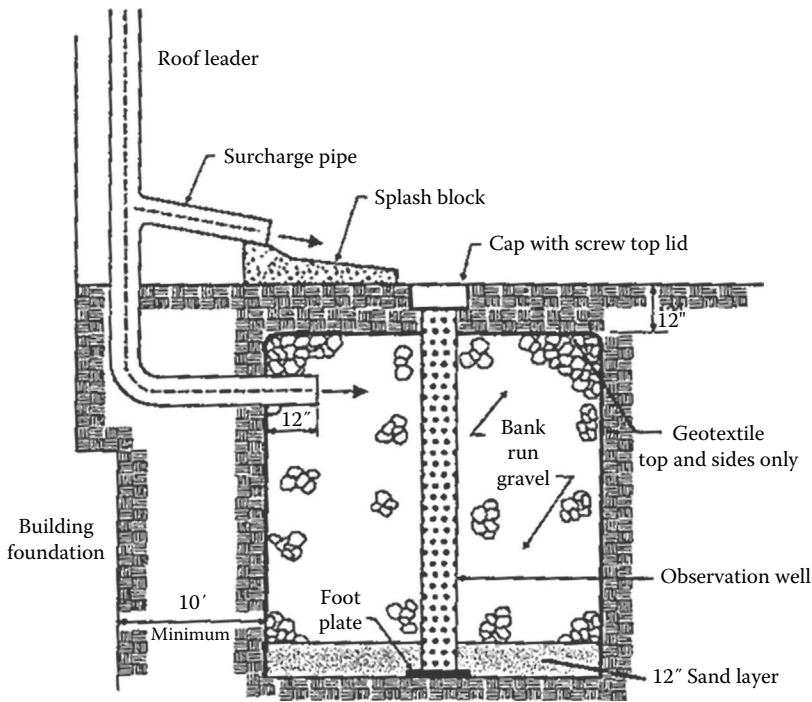 Roof leader
Surcharge pipe
Splash block
Cap with screw top lid
12"
12″
Bank
run
gravel
Geotextile
top and sides only
Building
foundation
10′
Minimum
Foot
plate
Observation well
12″ Sand layer